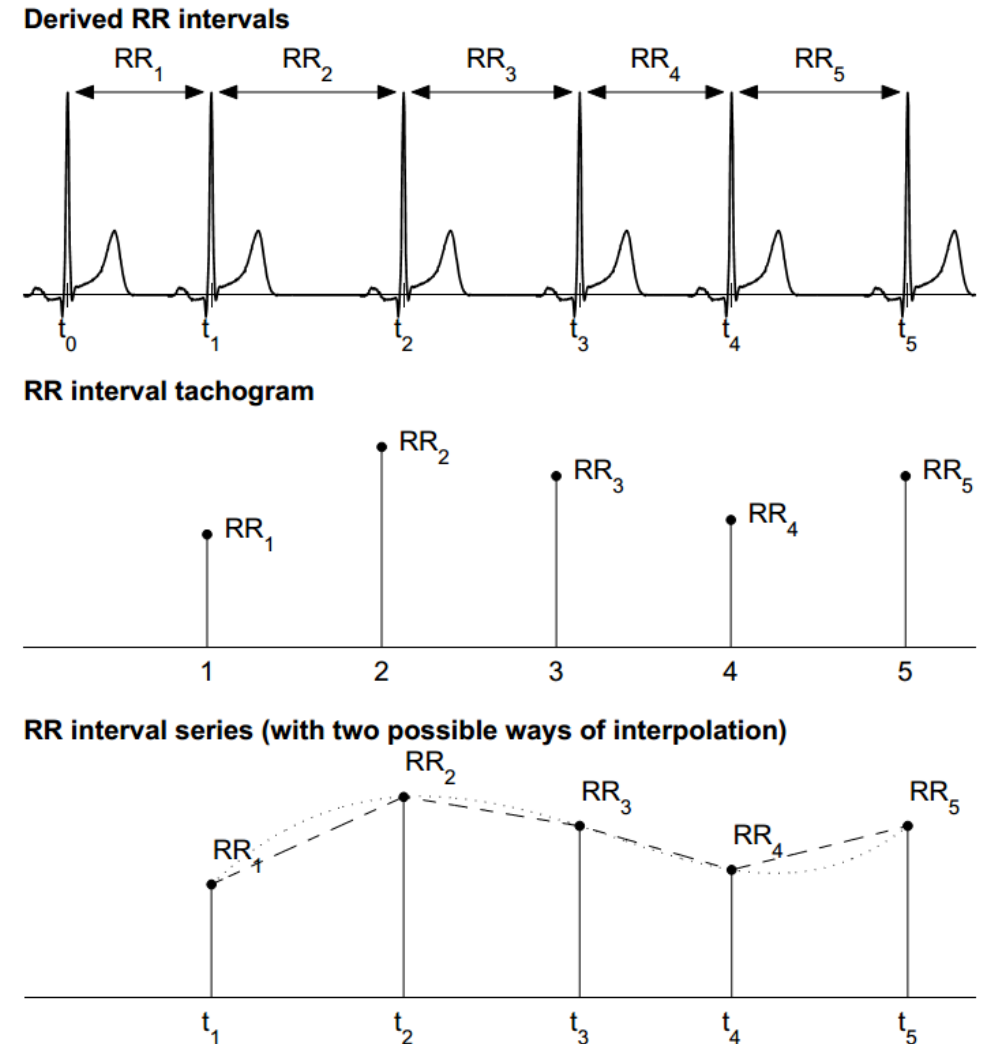 Derived RR intervals
RR1 RR2 RR3 RR4 RR5
t0 t1 t2 t3 t4 t5
RR interval tachogram
RR1 RR2 RR3 RR4 RR5
1 2 3 4 5
RR interval series (with two possible ways of interpolation)
RR1 RR2 RR3 RR4 RR5
t1 t2 t3 t4 t5